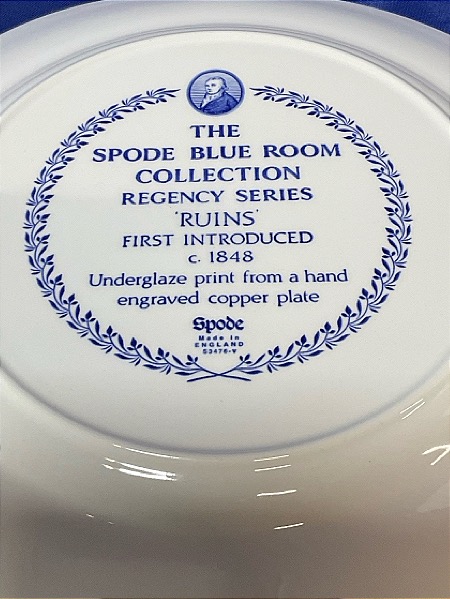 THE
SPODE BLUE ROOM
COLLECTION
REGENCY SERIES
'RUINS'
FIRST INTRODUCED
c. 1848
Underglaze print from a hand
engraved copper plate
Spode
Made in
ENGLAND
S3476-V